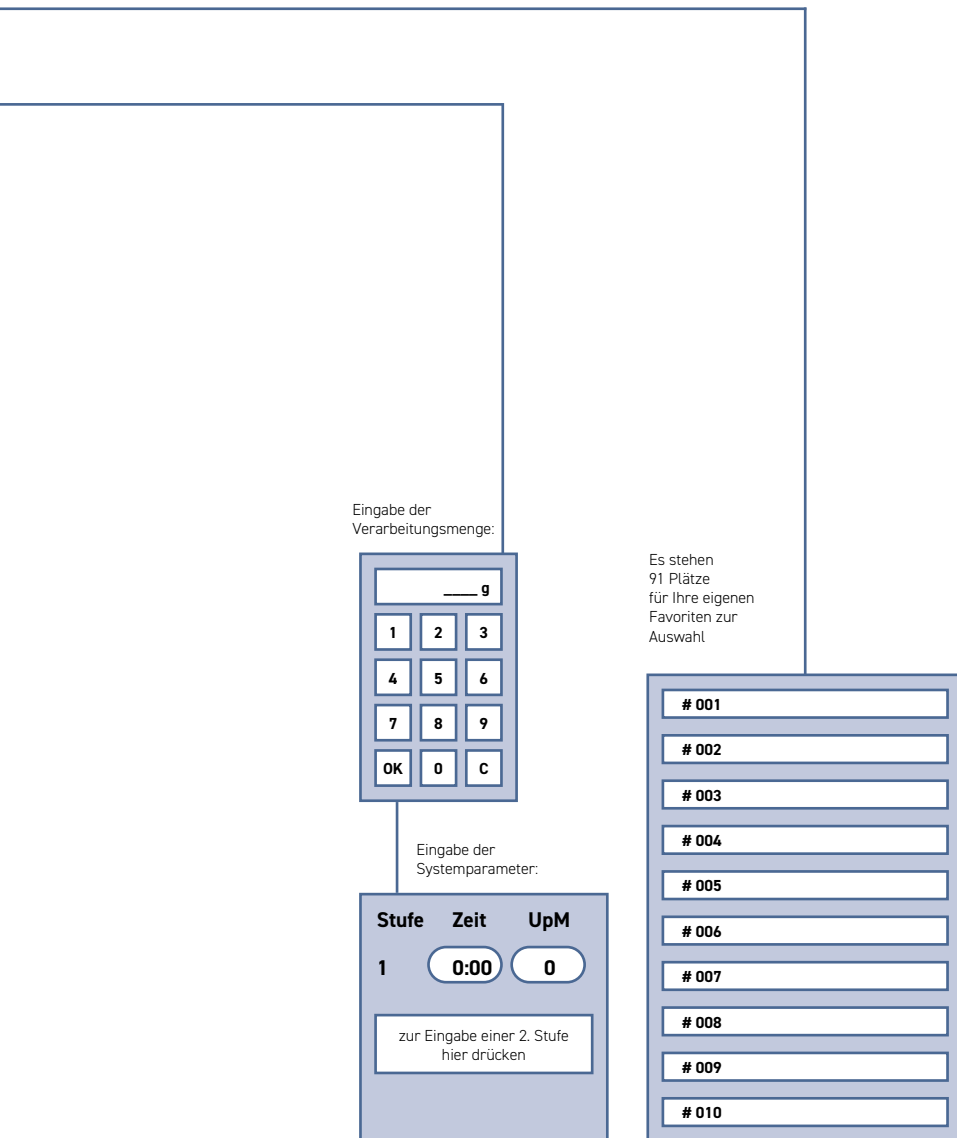 Eingabe der
Verarbeitungsmenge:
____ g
1 2 3
4 5 6
7 8 9
OK 0 C
Eingabe der
Systemparameter:
Stufe Zeit UpM
1 0:00 0
zur Eingabe einer 2. Stufe
hier drücken
Es stehen
91 Plätze
für Ihre eigenen
Favoriten zur
Auswahl
# 001
# 002
# 003
# 004
# 005
# 006
# 007
# 008
# 009
# 010